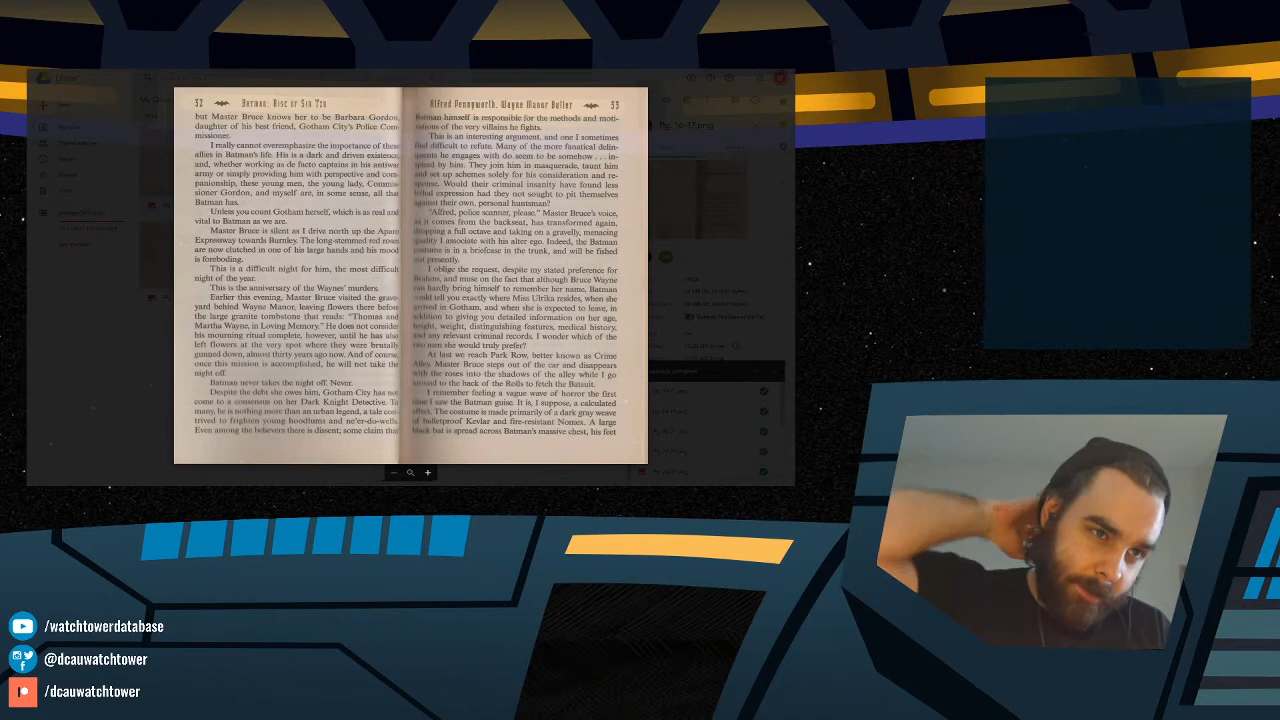 32 Batman: Rise of Sin Tzu
but Master Bruce knows her to be Barbara Gordon,
daughter of his best friend, Gotham City's Police Com-
missioner.
I really cannot overemphasize the importance of these
allies in Batman's life. His is a dark and driven existence,
and, whether working as de facto captains in his antiwar
army or simply providing him with perspective and com-
panionship, these young men, the young lady, Commis-
sioner Gordon, and myself are, in some sense, all that
Batman has.
Unless you count Gotham herself, which is as real and
vital to Batman as we are.
Master Bruce is silent as I drive north up the Aparo
Expressway towards Burnley. The long-stemmed red roses
are now clutched in one of his large hands and his mood
is foreboding.
This is a difficult night for him, the most difficult
night of the year.
This is the anniversary of the Waynes' murders.
Earlier this evening, Master Bruce visited the grave-
yard behind Wayne Manor, leaving flowers there before
the large granite tombstone that reads: "Thomas and
Martha Wayne, in Loving Memory." He does not consider
his mourning ritual complete, however, until he has also
left flowers at the very spot where they were brutally
gunned down, almost thirty years ago now. And of course,
once this mission is accomplished, he will not take the
night off.
Batman never takes the night off. Never.
Despite the debt she owes him, Gotham City has not
come to a consensus on her Dark Knight Detective. To
many, he is nothing more than an urban legend, a tale con-
trived to frighten young hoodlums and ne'er-do-wells.
Even among the believers there is dissent; some claim that
Alfred Pennyworth, Wayne Manor Butler 33
Batman himself is responsible for the methods and moti-
vations of the very villains he fights.
This is an interesting argument, and one I sometimes
find difficult to refute. Many of the more fanatical delin-
quents he engages with do seem to be somehow . . . in-
spired by him. They join him in masquerade, taunt him
and set up schemes solely for his consideration and re-
sponse. Would their criminal insanity have found less
lethal expression had they not sought to pit themselves
against their own, personal huntsman?
"Alfred, police scanner, please." Master Bruce's voice,
as it comes from the backseat, has transformed again,
dropping a full octave and taking on a gravelly, menacing
quality I associate with his alter ego. Indeed, the Batman
costume is in a briefcase in the trunk, and will be fished
out presently.
I oblige the request, despite my stated preference for
Brahms, and muse on the fact that although Bruce Wayne
can hardly bring himself to remember her name, Batman
could tell you exactly where Miss Ulrika resides, when she
arrived in Gotham, and when she is expected to leave, in
addition to giving you detailed information on her age,
height, weight, distinguishing features, medical history,
and any relevant criminal records. I wonder which of the
two men she would truly prefer?
At last we reach Park Row, better known as Crime
Alley. Master Bruce steps out of the car and disappears
with the roses into the shadows of the alley while I go
around to the back of the Rolls to fetch the Batsuit.
I remember feeling a vague wave of horror the first
time I saw the Batman guise. It is, I suppose, a calculated
effect. The costume is made primarily of a dark gray weave
of bulletproof Kevlar and fire-resistant Nomex. A large
black bat is spread across Batman's massive chest, his feet
Drive
Pg. 16-17.png
/watchtowerdatabase
@dcauwatchtower
/dcauwatchtower